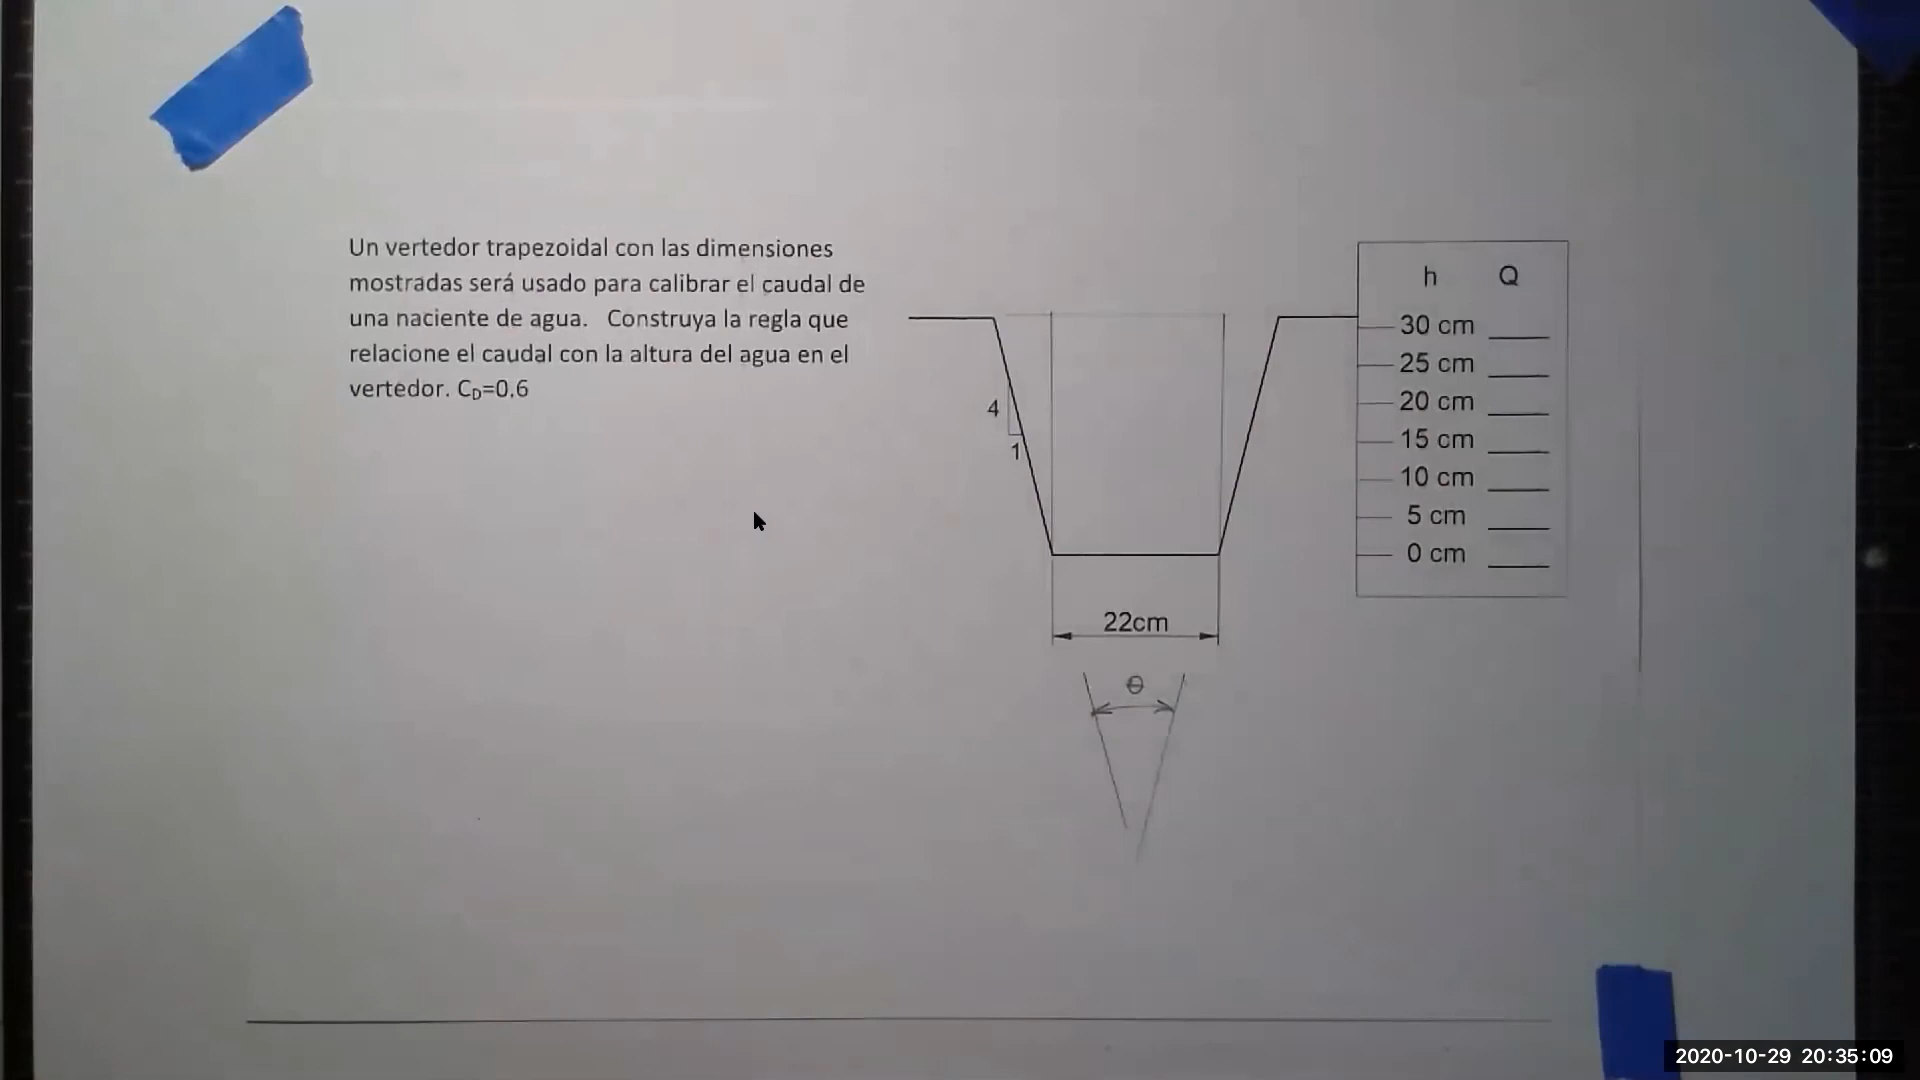 Un vertedor trapezoidal con las dimensiones
mostradas será usado para calibrar el caudal de
una naciente de agua. Construya la regla que
relacione el caudal con la altura del agua en el
vertedor. C_D=0.6
h Q
30 cm
25 cm
20 cm
15 cm
10 cm
5 cm
0 cm
4
1
22cm
θ
2020-10-29 20:35:09